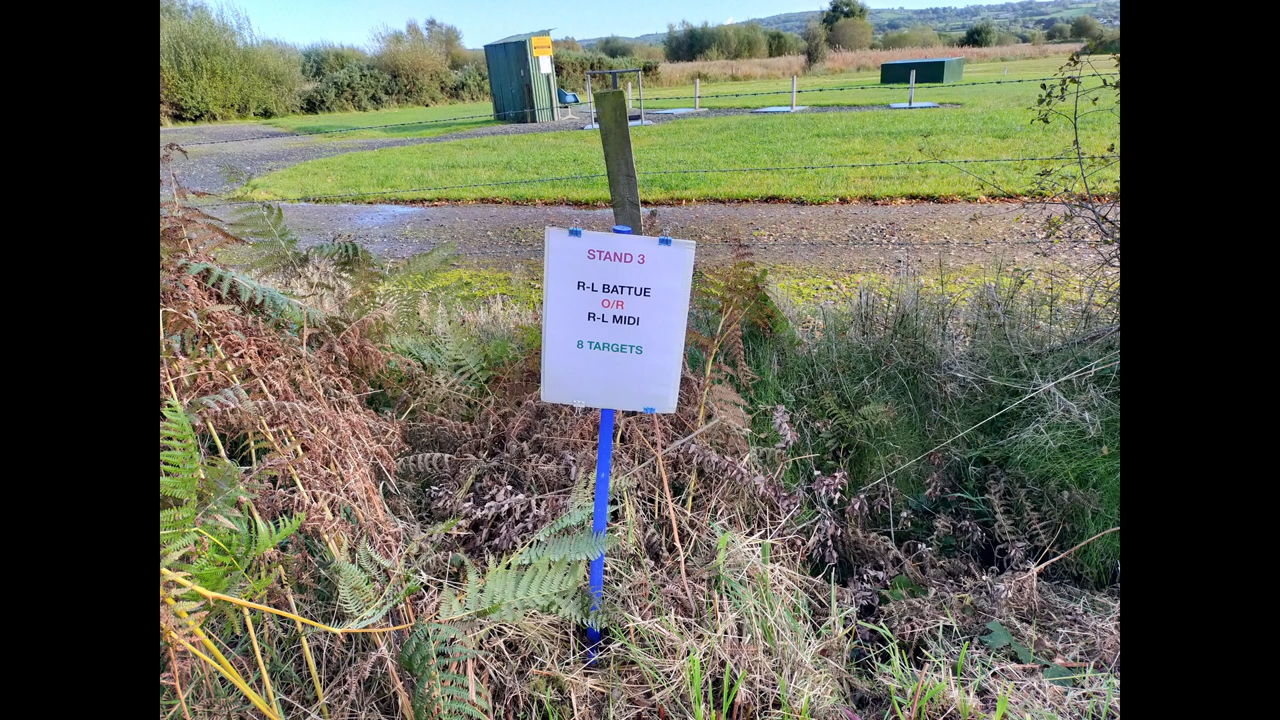 STAND 3
R-L BATTUE
O/R
R-L MIDI
8 TARGETS